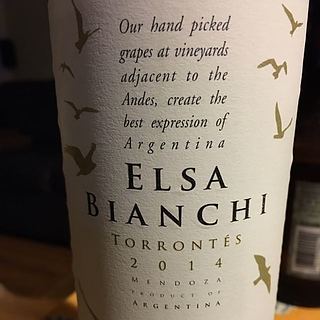 Our hand picked
grapes at vineyards
adjacent to the
Andes, create the
best expression of
Argentina
ELSA
BIANCHI
TORRONTÉS
2014
MENDOZA
PRODUCT OF
ARGENTINA